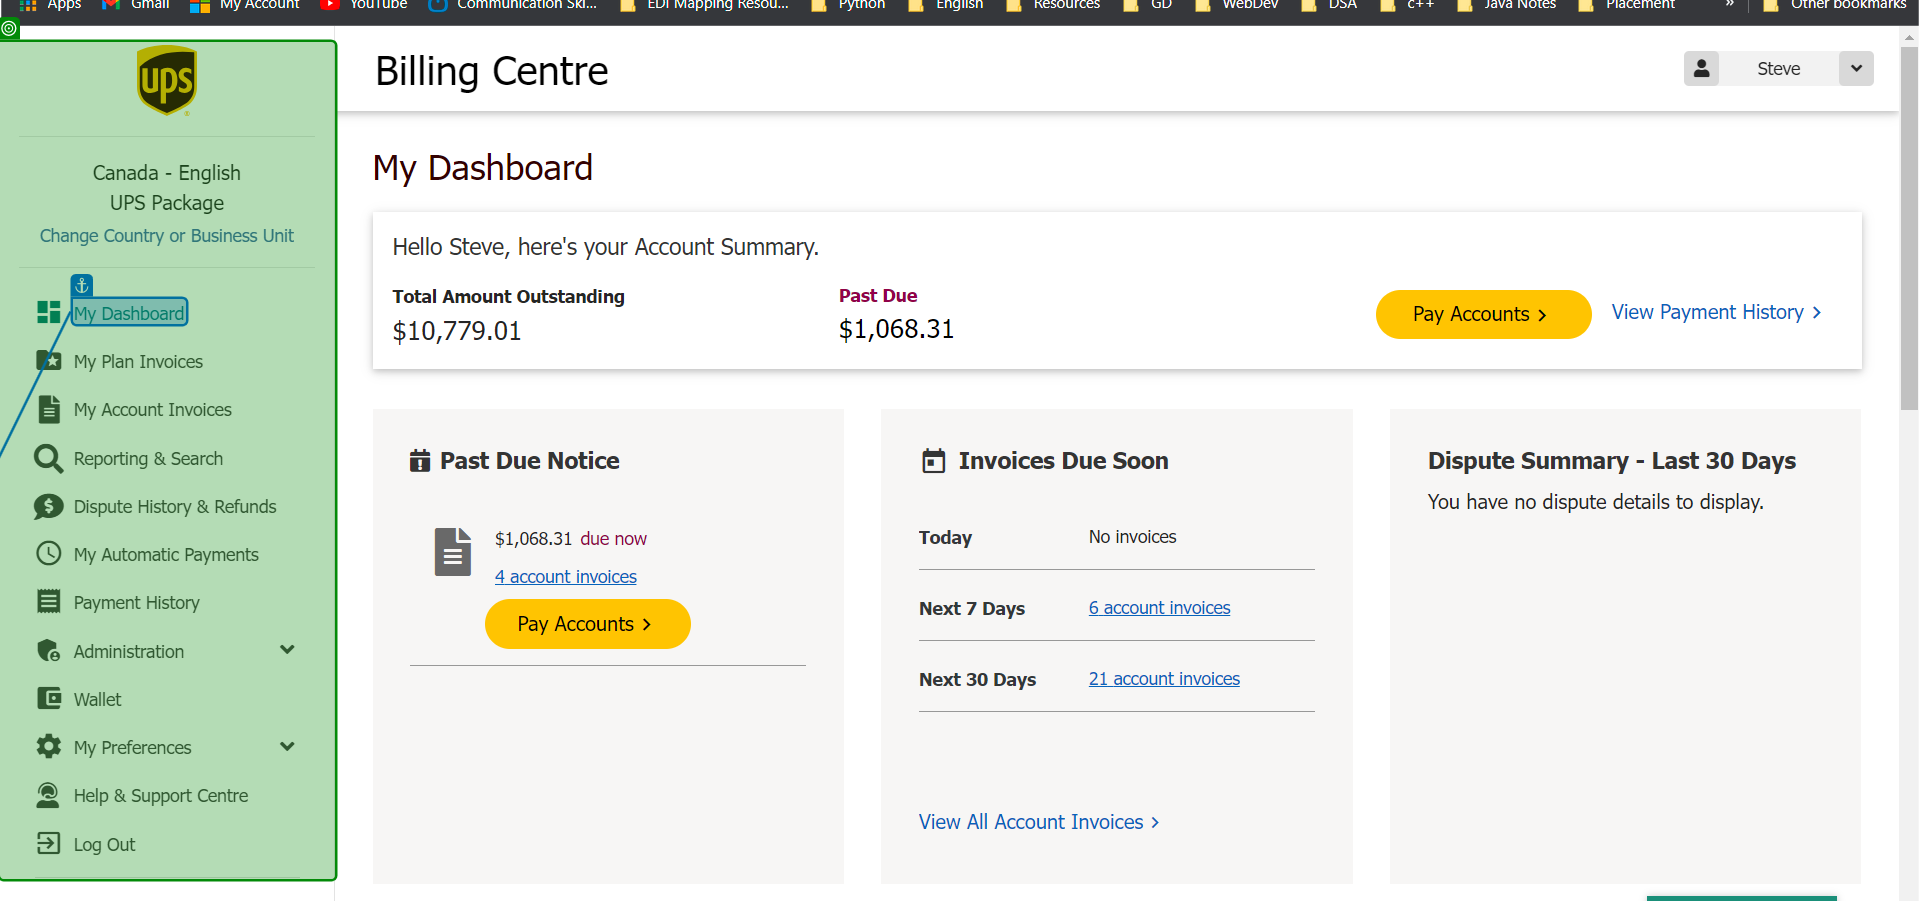 Apps Gmail My Account YouTube Communication Ski... EDI Mapping Resou... Python English Resources GD WebDev DSA c++ Java Notes Placement » Other bookmarks
ups
Billing Centre
Steve
Canada - English
UPS Package
Change Country or Business Unit
My Dashboard
My Plan Invoices
My Account Invoices
Reporting & Search
Dispute History & Refunds
My Automatic Payments
Payment History
Administration
Wallet
My Preferences
Help & Support Centre
Log Out
My Dashboard
Hello Steve, here's your Account Summary.
Total Amount Outstanding
$10,779.01
Past Due
$1,068.31
Pay Accounts >
View Payment History >
Past Due Notice
$1,068.31 due now
4 account invoices
Pay Accounts >
Invoices Due Soon
Today No invoices
Next 7 Days 6 account invoices
Next 30 Days 21 account invoices
View All Account Invoices >
Dispute Summary - Last 30 Days
You have no dispute details to display.